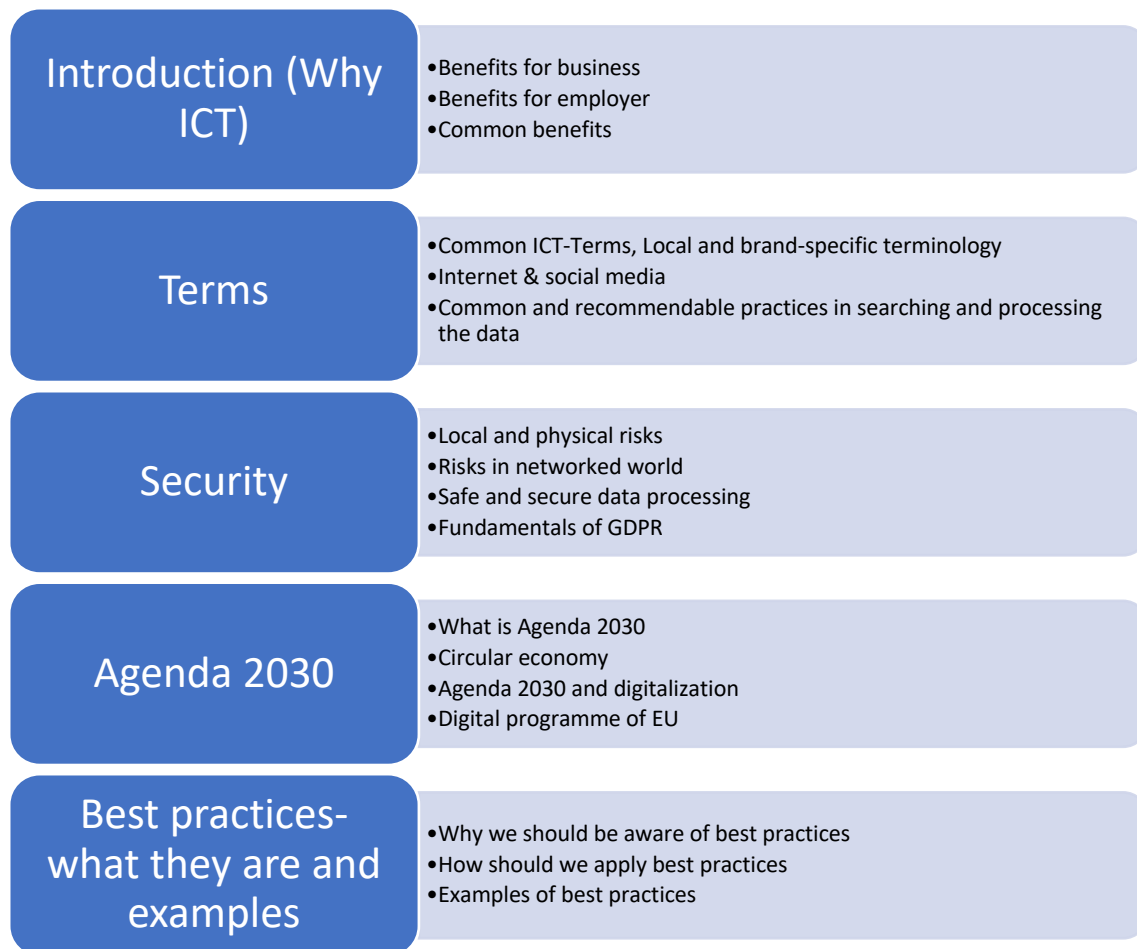 Introduction (Why
ICT)
•Benefits for business
•Benefits for employer
•Common benefits
Terms
•Common ICT-Terms, Local and brand-specific terminology
•Internet & social media
•Common and recommendable practices in searching and processing
the data
Security
•Local and physical risks
•Risks in networked world
•Safe and secure data processing
•Fundamentals of GDPR
Agenda 2030
•What is Agenda 2030
•Circular economy
•Agenda 2030 and digitalization
•Digital programme of EU
Best practices-
what they are and
examples
•Why we should be aware of best practices
•How should we apply best practices
•Examples of best practices